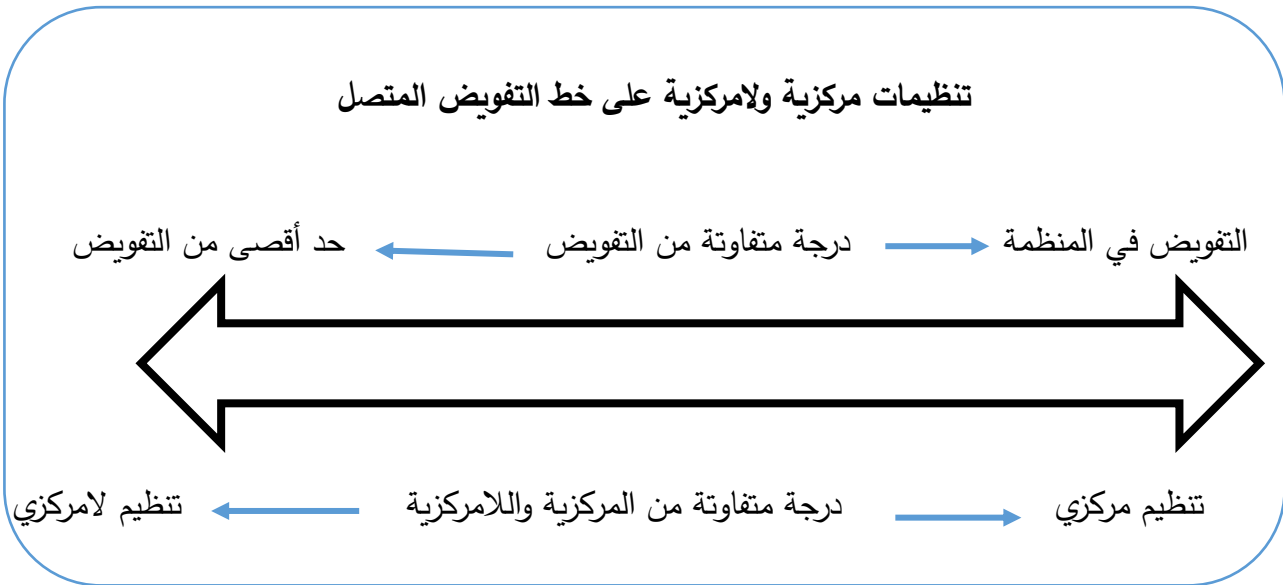 تنظيمات مركزية ولامركزية على خط التفويض المتصل
التفويض في المنظمة درجة متفاوتة من التفويض حد أقصى من التفويض
تنظيم مركزي درجة متفاوتة من المركزية واللامركزية تنظيم لامركزي